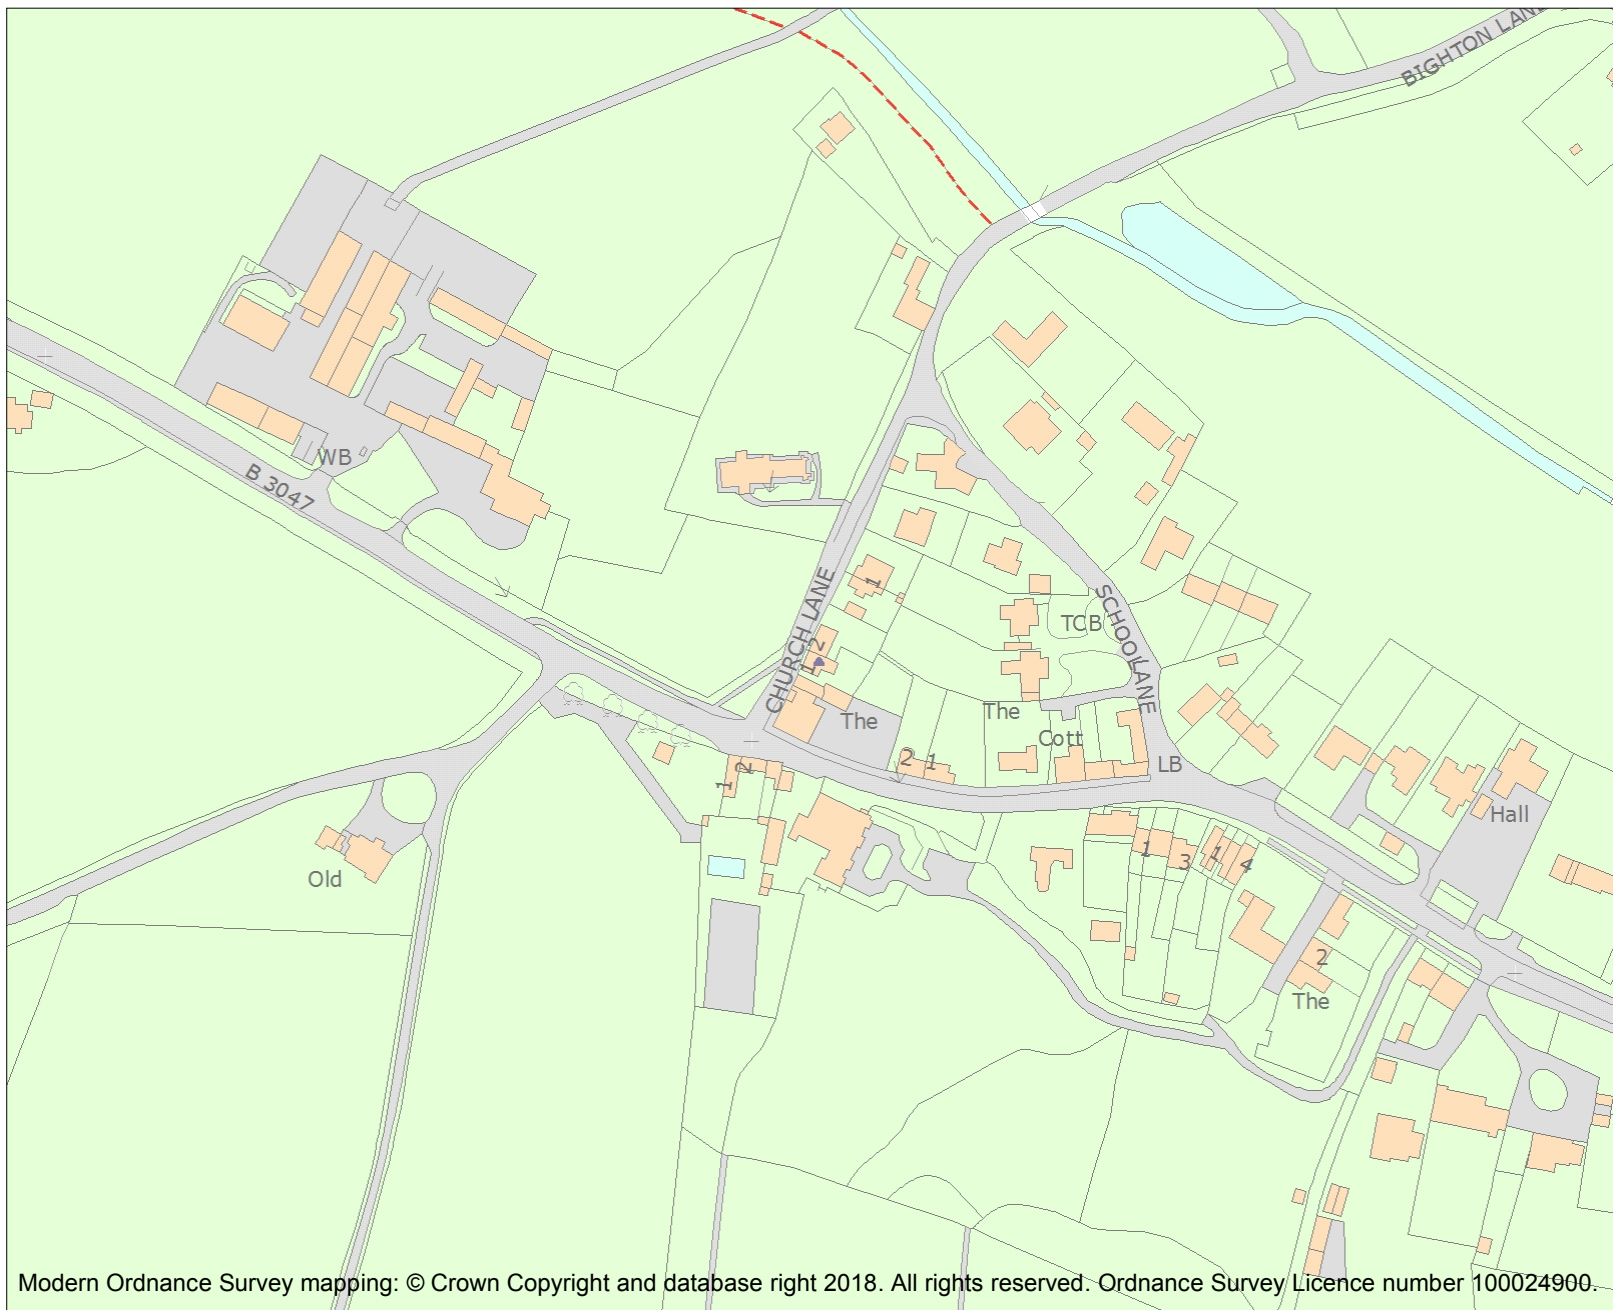 BIGHTON LANE
WB
B 3047
CHURCH LANE
SCHOOL LANE
1
TCB
2
1
The
The
Cott
2 1
LB
2
1
Hall
Old
1
3
1
4
2
The
Modern Ordnance Survey mapping: © Crown Copyright and database right 2018. All rights reserved. Ordnance Survey Licence number 100024900.